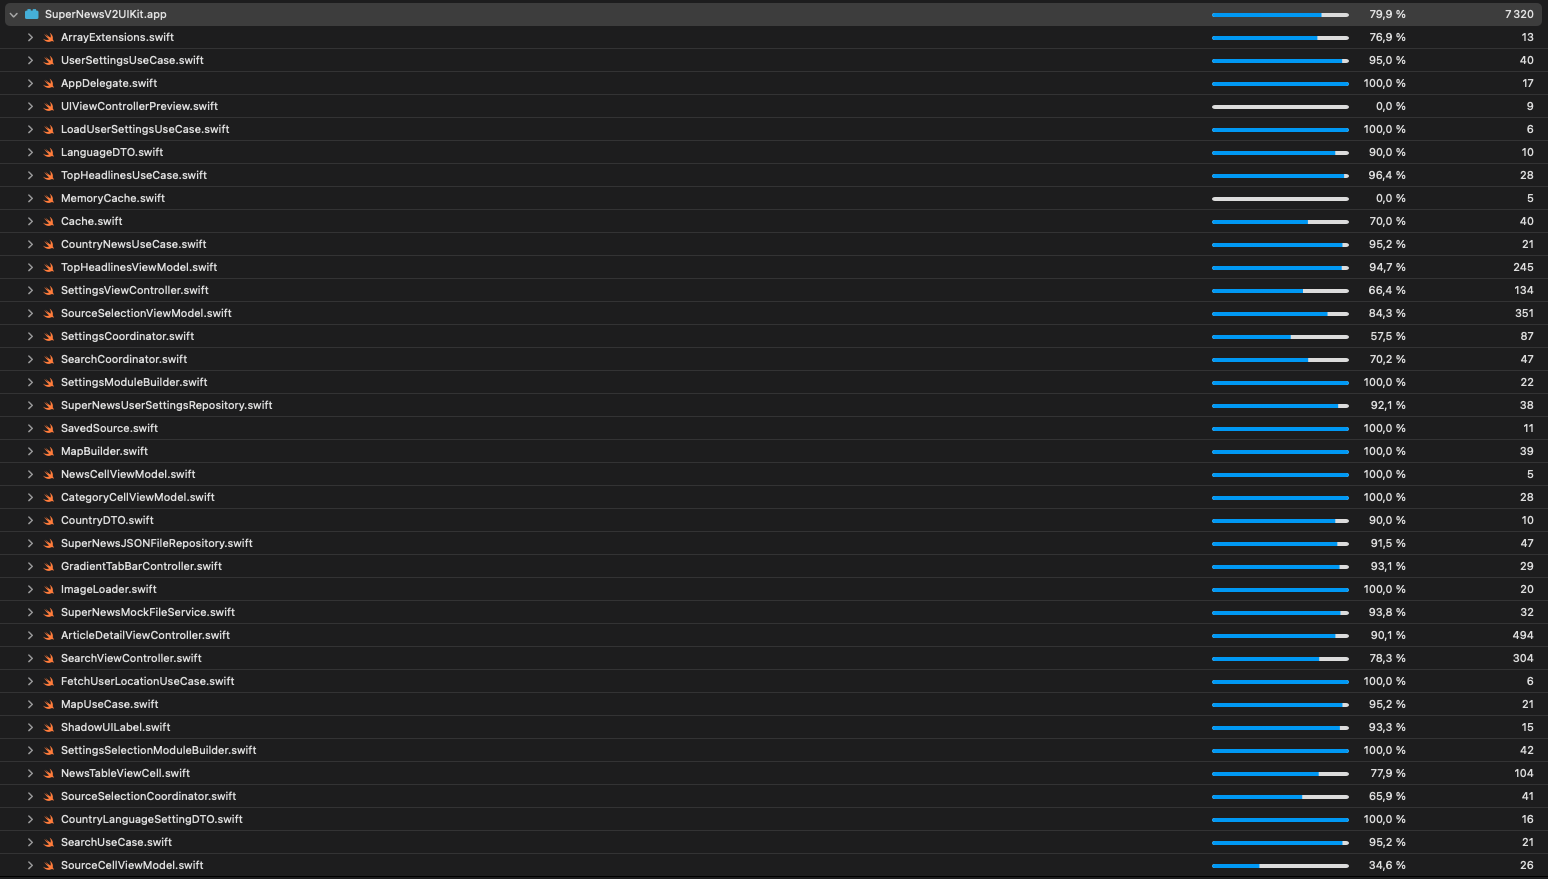 SuperNewsV2UIKit.app 79,9 % 7 320
ArrayExtensions.swift 76,9 % 13
UserSettingsUseCase.swift 95,0 % 40
AppDelegate.swift 100,0 % 17
UIViewControllerPreview.swift 0,0 % 9
LoadUserSettingsUseCase.swift 100,0 % 6
LanguageDTO.swift 90,0 % 10
TopHeadlinesUseCase.swift 96,4 % 28
MemoryCache.swift 0,0 % 5
Cache.swift 70,0 % 40
CountryNewsUseCase.swift 95,2 % 21
TopHeadlinesViewModel.swift 94,7 % 245
SettingsViewController.swift 66,4 % 134
SourceSelectionViewModel.swift 84,3 % 351
SettingsCoordinator.swift 57,5 % 87
SearchCoordinator.swift 70,2 % 47
SettingsModuleBuilder.swift 100,0 % 22
SuperNewsUserSettingsRepository.swift 92,1 % 38
SavedSource.swift 100,0 % 11
MapBuilder.swift 100,0 % 39
NewsCellViewModel.swift 100,0 % 5
CategoryCellViewModel.swift 100,0 % 28
CountryDTO.swift 90,0 % 10
SuperNewsJSONFileRepository.swift 91,5 % 47
GradientTabBarController.swift 93,1 % 29
ImageLoader.swift 100,0 % 20
SuperNewsMockFileService.swift 93,8 % 32
ArticleDetailViewController.swift 90,1 % 494
SearchViewController.swift 78,3 % 304
FetchUserLocationUseCase.swift 100,0 % 6
MapUseCase.swift 95,2 % 21
ShadowUILabel.swift 93,3 % 15
SettingsSelectionModuleBuilder.swift 100,0 % 42
NewsTableViewCell.swift 77,9 % 104
SourceSelectionCoordinator.swift 65,9 % 41
CountryLanguageSettingDTO.swift 100,0 % 16
SearchUseCase.swift 95,2 % 21
SourceCellViewModel.swift 34,6 % 26